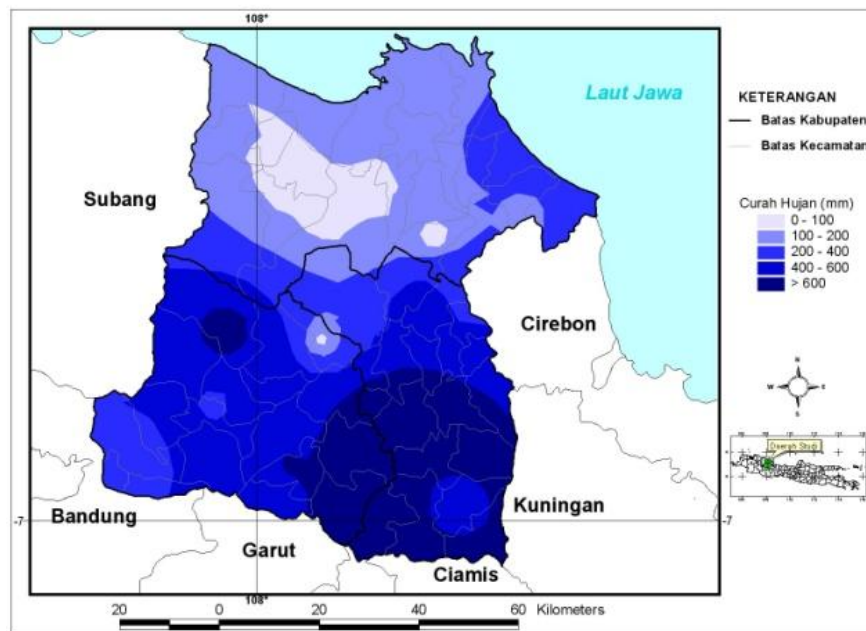 108°
Laut Jawa
Subang
Cirebon
Kuningan
Bandung
Garut
Ciamis
-7
-7
108°
20 0 20 40 60 Kilometers
KETERANGAN
Batas Kabupaten
Batas Kecamatan
Curah Hujan (mm)
0 - 100
100 - 200
200 - 400
400 - 600
> 600
N
W E
S
Daerah Studi